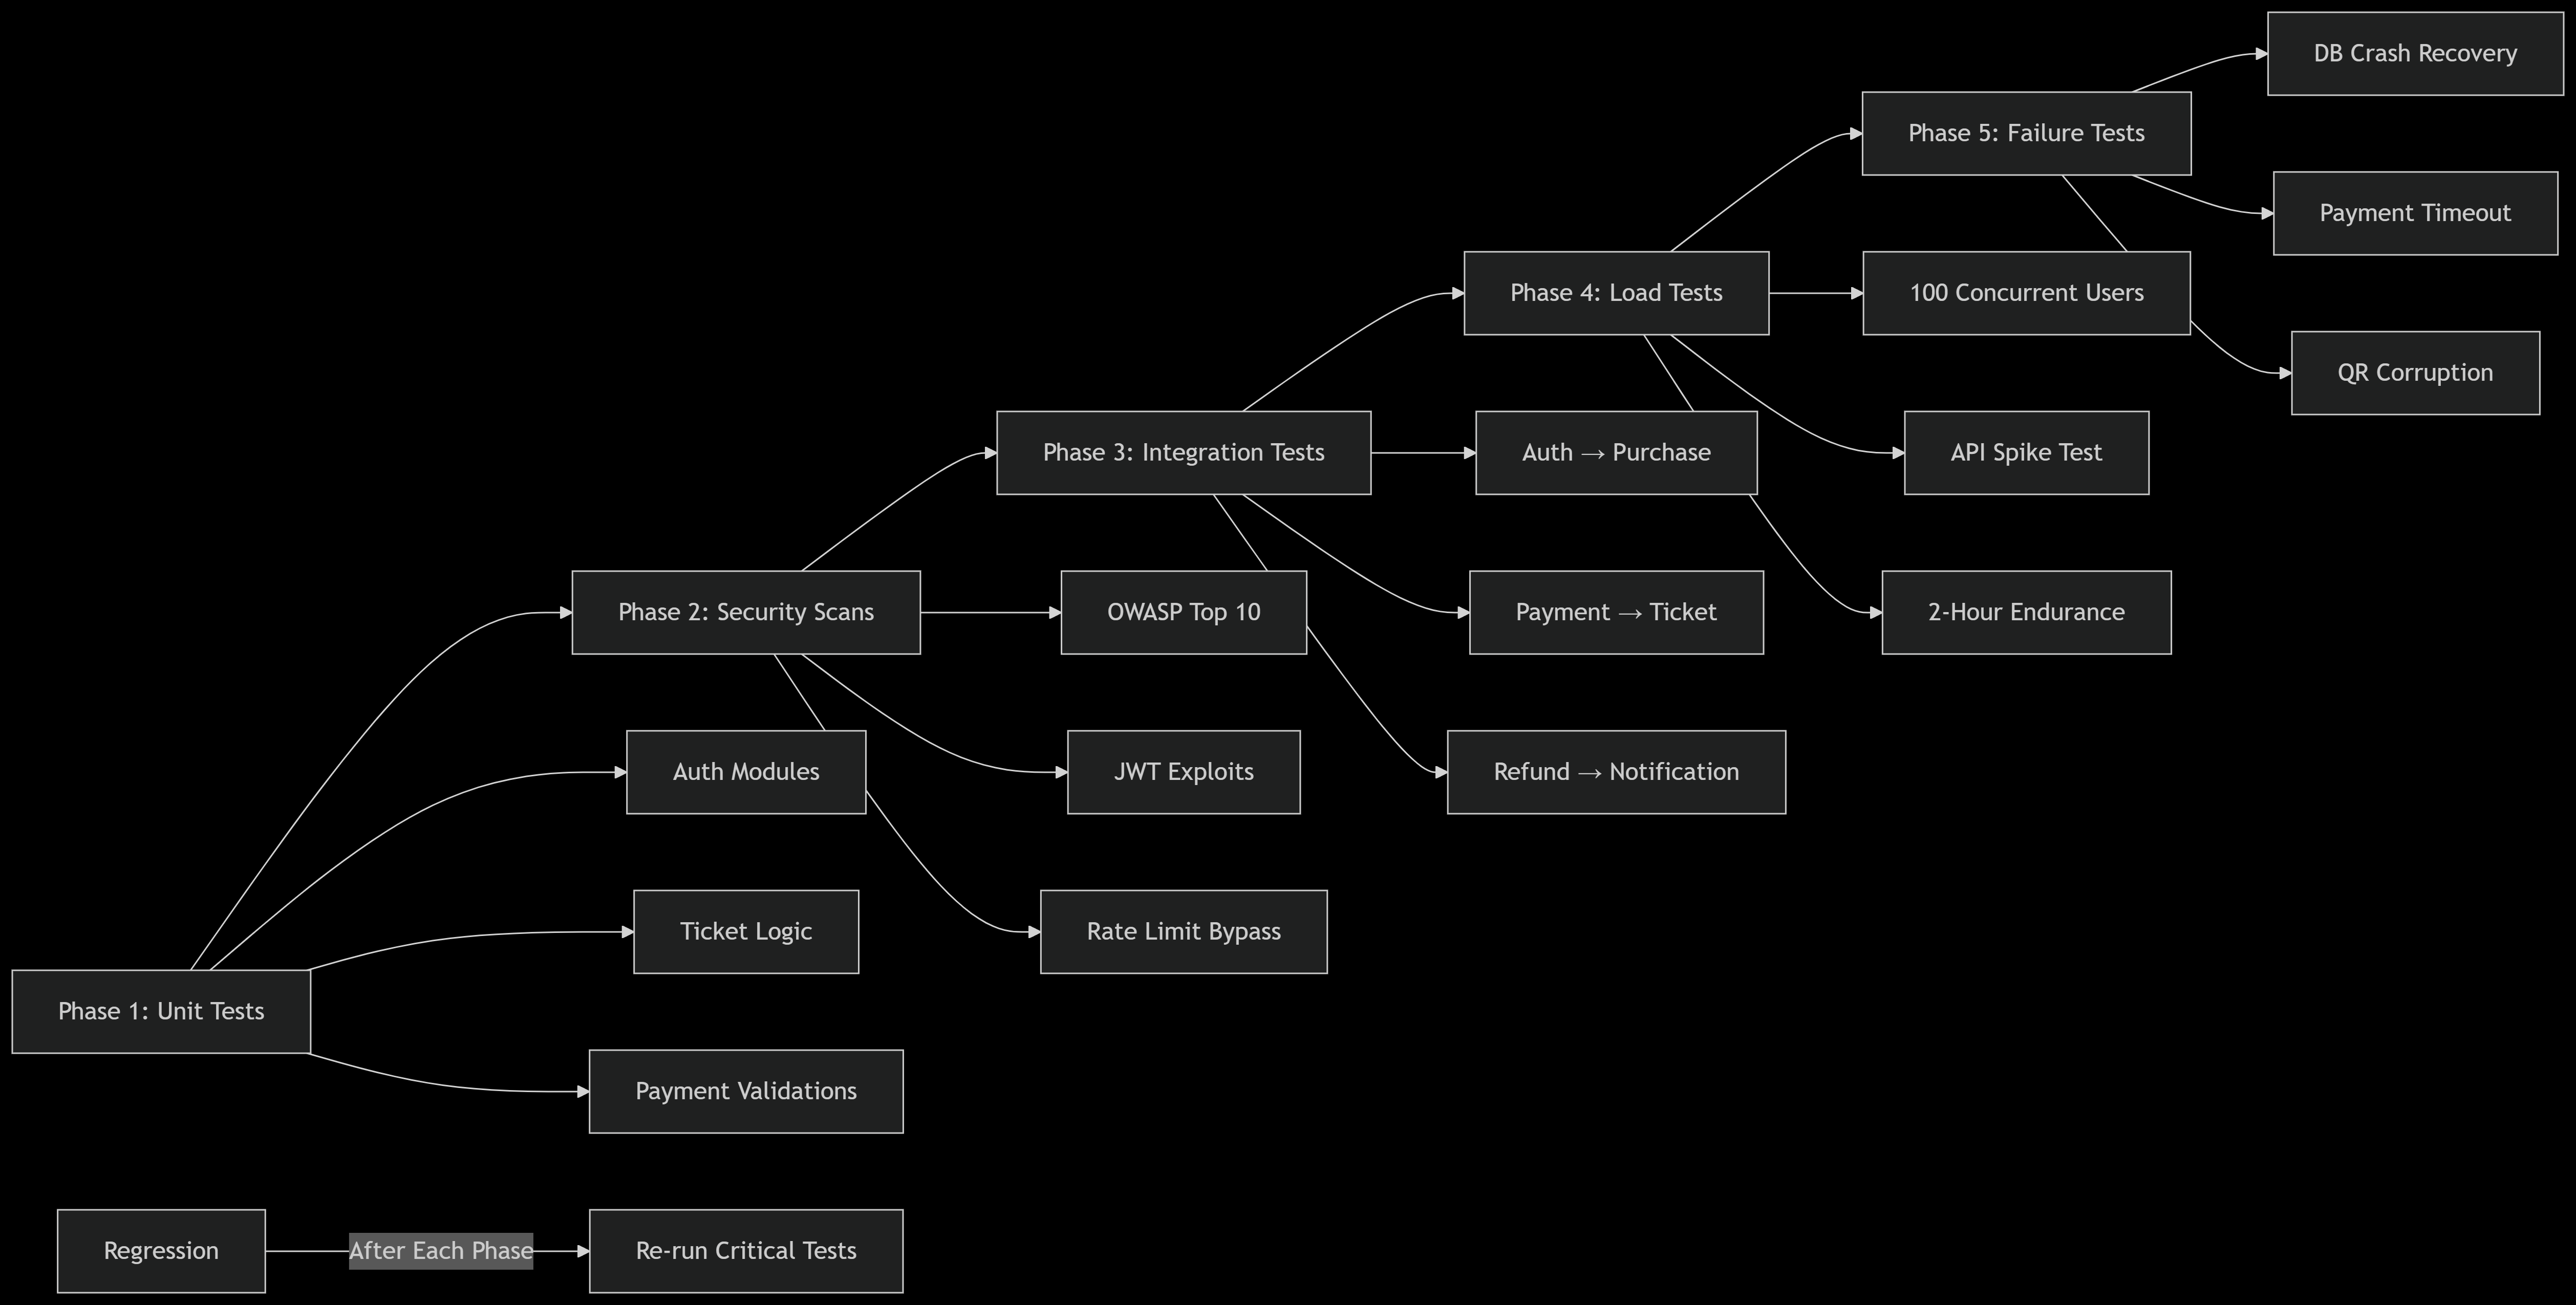 DB Crash Recovery
Phase 5: Failure Tests
Payment Timeout
Phase 4: Load Tests
100 Concurrent Users
QR Corruption
Phase 3: Integration Tests
Auth → Purchase
API Spike Test
Phase 2: Security Scans
OWASP Top 10
Payment → Ticket
2-Hour Endurance
Auth Modules
JWT Exploits
Refund → Notification
Ticket Logic
Rate Limit Bypass
Phase 1: Unit Tests
Payment Validations
Regression
After Each Phase
Re-run Critical Tests